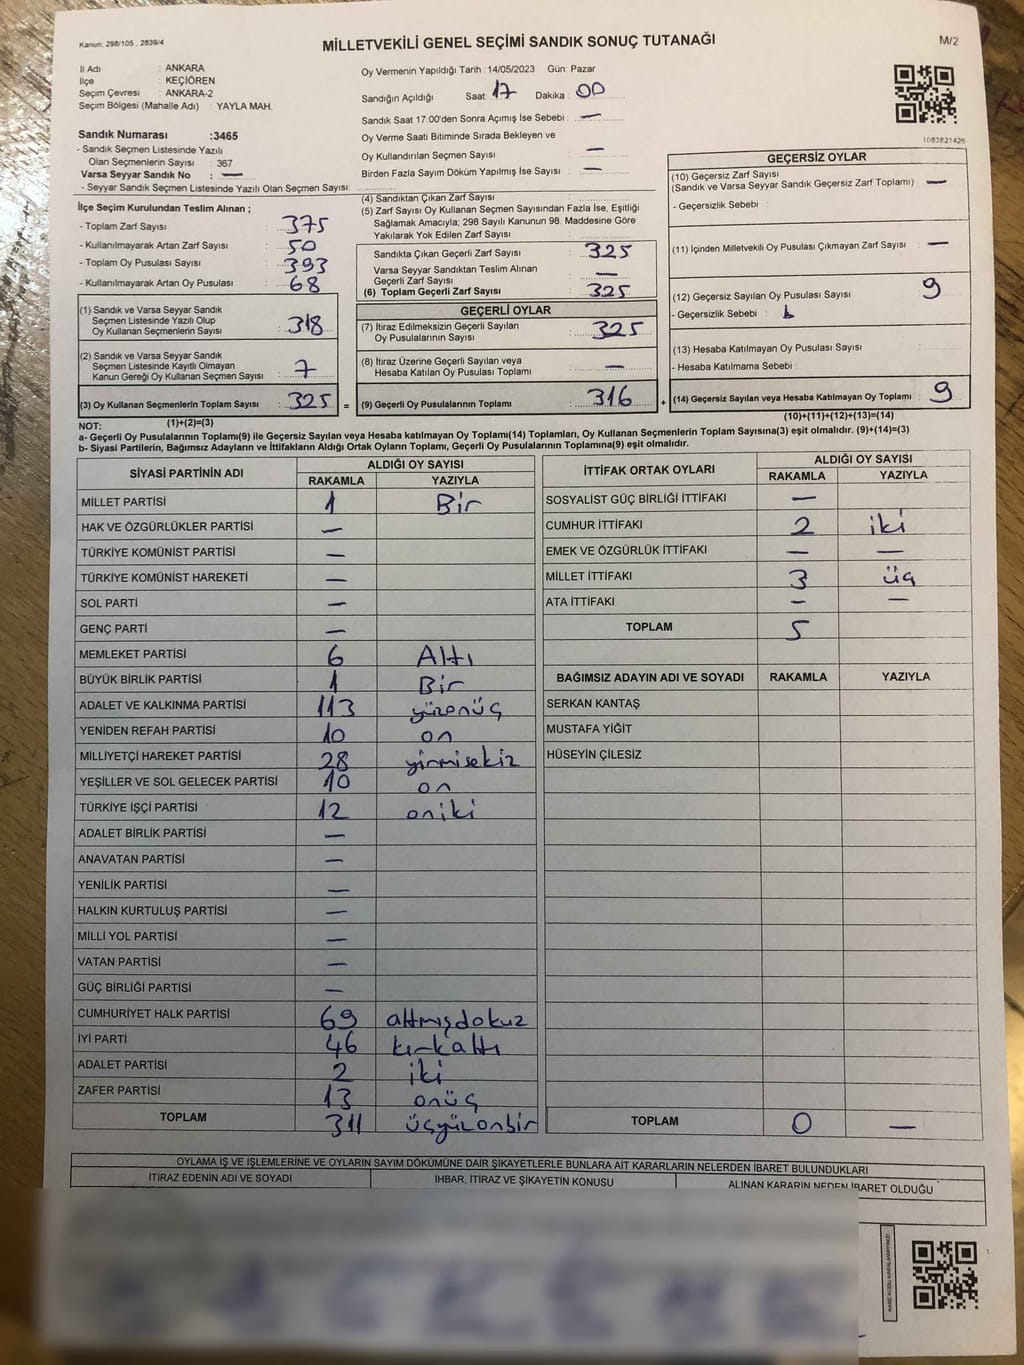 Kanun: 298/105 , 2839/4
MİLLETVEKİLİ GENEL SEÇİMİ SANDIK SONUÇ TUTANAĞI
M/2
İl Adı : ANKARA
İlçe : KEÇİÖREN
Seçim Çevresi : ANKARA-2
Seçim Bölgesi (Mahalle Adı) : YAYLA MAH.
Sandık Numarası :3465
- Sandık Seçmen Listesinde Yazılı
Olan Seçmenlerin Sayısı : 367
Varsa Seyyar Sandık No : —
- Seyyar Sandık Seçmen Listesinde Yazılı Olan Seçmen Sayısı:
Oy Vermenin Yapıldığı Tarih :14/05/2023 Gün: Pazar
Sandığın Açıldığı Saat: 17 Dakika : 00
Sandık Saat 17:00'den Sonra Açımış İse Sebebi : —
Oy Verme Saati Bitiminde Sırada Bekleyen ve
Oy Kullandırılan Seçmen Sayısı : —
Birden Fazla Sayım Döküm Yapılmış İse Sayısı : —
1083821426
İlçe Seçim Kurulundan Teslim Alınan ;
- Toplam Zarf Sayısı : 375
- Kullanılmayarak Artan Zarf Sayısı : 50
- Toplam Oy Pusulası Sayısı : 393
- Kullanılmayarak Artan Oy Pusulası : 68
(1) Sandık ve Varsa Seyyar Sandık
Seçmen Listesinde Yazılı Olup
Oy Kullanan Seçmenlerin Sayısı : 318
(2) Sandık ve Varsa Seyyar Sandık
Seçmen Listesinde Kayıtlı Olmayan
Kanun Gereği Oy Kullanan Seçmen Sayısı : 7
(3) Oy Kullanan Seçmenlerin Toplam Sayısı : 325 =
(1)+(2)=(3)
(4) Sandıktan Çıkan Zarf Sayısı :
(5) Zarf Sayısı Oy Kullanan Seçmen Sayısından Fazla İse, Eşitliği
Sağlamak Amacıyla; 298 Sayılı Kanunun 98. Maddesine Göre
Yakılarak Yok Edilen Zarf Sayısı :
Sandıkta Çıkan Geçerli Zarf Sayısı : 325
Varsa Seyyar Sandıktan Teslim Alınan
Geçerli Zarf Sayısı : —
(6) Toplam Geçerli Zarf Sayısı : 325
GEÇERLİ OYLAR
(7) İtiraz Edilmeksizin Geçerli Sayılan
Oy Pusulalarının Sayısı : 325
(8) İtiraz Üzerine Geçerli Sayılan veya
Hesaba Katılan Oy Pusulası Toplamı : —
(9) Geçerli Oy Pusulalarının Toplamı : 316 +
GEÇERSİZ OYLAR
(10) Geçersiz Zarf Sayısı
(Sandık ve Varsa Seyyar Sandık Geçersiz Zarf Toplamı) : —
- Geçersizlik Sebebi :
(11) İçinden Milletvekili Oy Pusulası Çıkmayan Zarf Sayısı : —
(12) Geçersiz Sayılan Oy Pusulası Sayısı : 9
- Geçersizlik Sebebi :
(13) Hesaba Katılmayan Oy Pusulası Sayısı :
- Hesaba Katılmama Sebebi :
(14) Geçersiz Sayılan veya Hesaba Katılmayan Oy Toplamı : 9
(10)+(11)+(12)+(13)=(14)
NOT:
a- Geçerli Oy Pusulalarının Toplamı(9) ile Geçersiz Sayılan veya Hesaba katılmayan Oy Toplamı(14) Toplamları, Oy Kullanan Seçmenlerin Toplam Sayısına(3) eşit olmalıdır. (9)+(14)=(3)
b- Siyasi Partilerin, Bağımsız Adayların ve İttifakların Aldığı Ortak Oyların Toplamı, Geçerli Oy Pusulalarının Toplamına(9) eşit olmalıdır.
SİYASİ PARTİNİN ADI ALDIĞI OY SAYISI
RAKAMLA YAZIYLA
MİLLET PARTİSİ 1 Bir
HAK VE ÖZGÜRLÜKLER PARTİSİ —
TÜRKİYE KOMÜNİST PARTİSİ —
TÜRKİYE KOMÜNİST HAREKETİ —
SOL PARTİ —
GENÇ PARTİ —
MEMLEKET PARTİSİ 6 Altı
BÜYÜK BİRLİK PARTİSİ 1 Bir
ADALET VE KALKINMA PARTİSİ 113 yüzonüç
YENİDEN REFAH PARTİSİ 10 on
MİLLİYETÇİ HAREKET PARTİSİ 28 yirmisekiz
YEŞİLLER VE SOL GELECEK PARTİSİ 10 on
TÜRKİYE İŞÇİ PARTİSİ 12 oniki
ADALET BİRLİK PARTİSİ —
ANAVATAN PARTİSİ —
YENİLİK PARTİSİ —
HALKIN KURTULUŞ PARTİSİ —
MİLLİ YOL PARTİSİ —
VATAN PARTİSİ —
GÜÇ BİRLİĞİ PARTİSİ —
CUMHURİYET HALK PARTİSİ 69 altmışdokuz
İYİ PARTİ 46 kırkaltı
ADALET PARTİSİ 2 iki
ZAFER PARTİSİ 13 onüç
TOPLAM 311 üçyüzonbir
İTTİFAK ORTAK OYLARI ALDIĞI OY SAYISI
RAKAMLA YAZIYLA
SOSYALİST GÜÇ BİRLİĞİ İTTİFAKI —
CUMHUR İTTİFAKI 2 iki
EMEK VE ÖZGÜRLÜK İTTİFAKI — —
MİLLET İTTİFAKI 3 üç
ATA İTTİFAKI — —
TOPLAM 5
BAĞIMSIZ ADAYIN ADI VE SOYADI RAKAMLA YAZIYLA
SERKAN KANTAŞ
MUSTAFA YİĞİT
HÜSEYİN ÇİLESİZ
TOPLAM 0 —
OYLAMA İŞ VE İŞLEMLERİNE VE OYLARIN SAYIM DÖKÜMÜNE DAİR ŞİKAYETLERLE BUNLARA AİT KARARLARIN NELERDEN İBARET BULUNDUKLARI
İTİRAZ EDENİN ADI VE SOYADI İHBAR, İTİRAZ VE ŞİKAYETİN KONUSU ALINAN KARARIN NEDEN İBARET OLDUĞU
KARE KODU KARALAMAYINIZ!